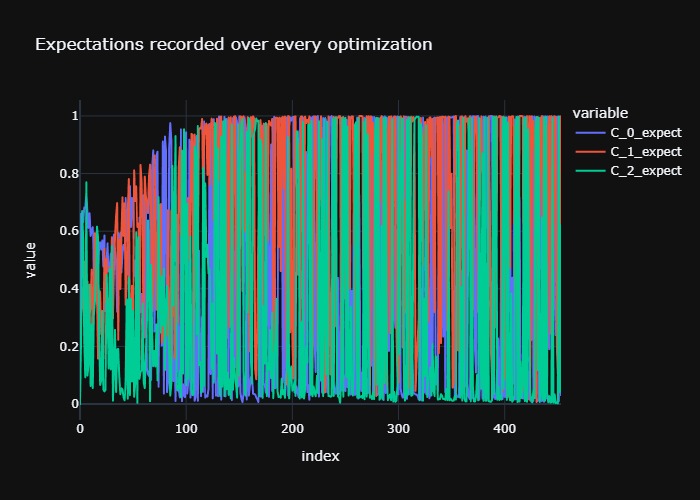 Expectations recorded over every optimization
variable
C_0_expect
C_1_expect
C_2_expect
value
1
0.8
0.6
0.4
0.2
0
0 100 200 300 400
index